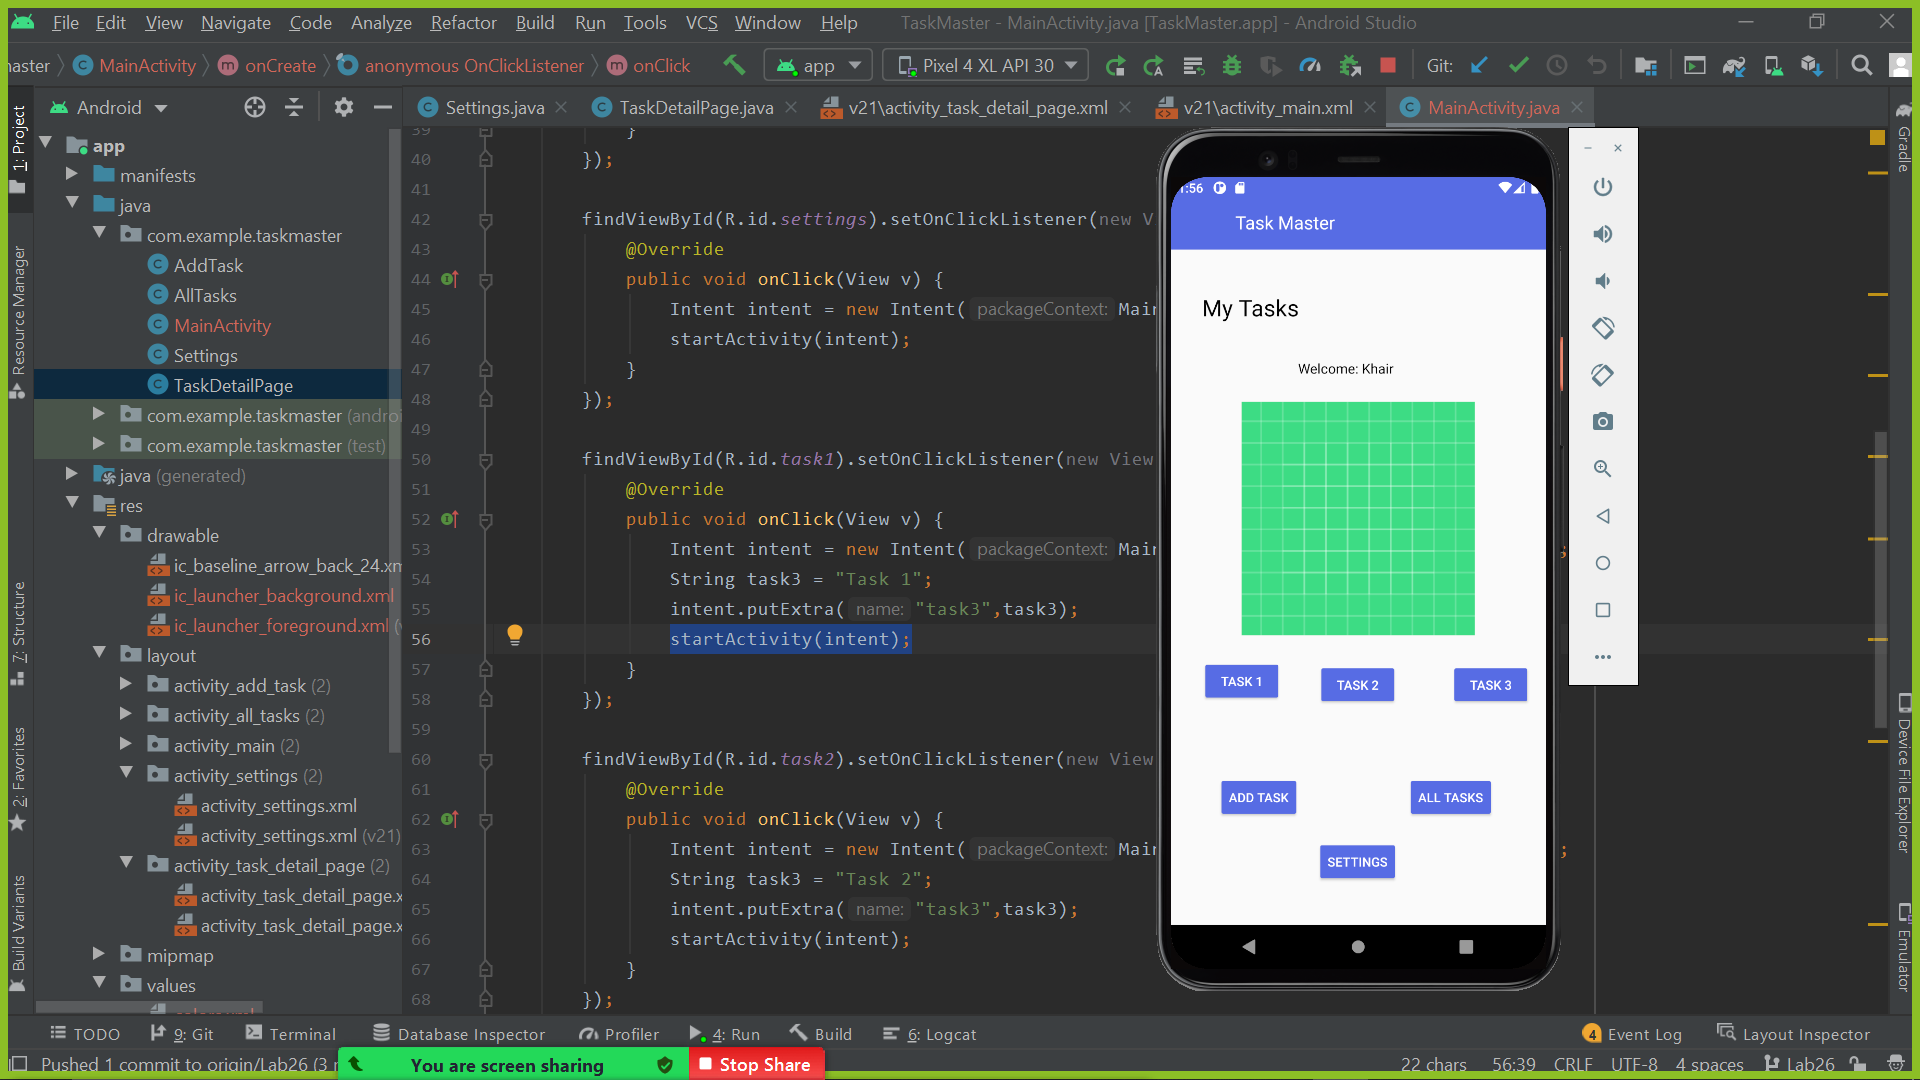 File Edit View Navigate Code Analyze Refactor Build Run Tools VCS Window Help TaskMaster - MainActivity.java [TaskMaster.app] - Android Studio
master MainActivity onCreate anonymous OnClickListener onClick app Pixel 4 XL API 30 Git:
Android
Settings.java TaskDetailPage.java v21\activity_task_detail_page.xml v21\activity_main.xml MainActivity.java
1: Project
Resource Manager
7: Structure
2: Favorites
Build Variants
app
manifests
java
com.example.taskmaster
AddTask
AllTasks
MainActivity
Settings
TaskDetailPage
com.example.taskmaster (andro
com.example.taskmaster (test)
java (generated)
res
drawable
ic_baseline_arrow_back_24.xm
ic_launcher_background.xml
ic_launcher_foreground.xml (v
layout
activity_add_task (2)
activity_all_tasks (2)
activity_main (2)
activity_settings (2)
activity_settings.xml
activity_settings.xml (v21)
activity_task_detail_page (2)
activity_task_detail_page.x
activity_task_detail_page.x
mipmap
values
39 }
40 });
41
42 findViewById(R.id.settings).setOnClickListener(new V
43 @Override
44 public void onClick(View v) {
45 Intent intent = new Intent( packageContext: Main
46 startActivity(intent);
47 }
48 });
49
50 findViewById(R.id.task1).setOnClickListener(new View
51 @Override
52 public void onClick(View v) {
53 Intent intent = new Intent( packageContext: Main
54 String task3 = "Task 1";
55 intent.putExtra( name: "task3",task3);
56 startActivity(intent);
57 }
58 });
59
60 findViewById(R.id.task2).setOnClickListener(new View
61 @Override
62 public void onClick(View v) {
63 Intent intent = new Intent( packageContext: Main ;
64 String task3 = "Task 2";
65 intent.putExtra( name: "task3",task3);
66 startActivity(intent);
67 }
68 });
1:56
Task Master
My Tasks
Welcome: Khair
TASK 1 TASK 2 TASK 3
ADD TASK ALL TASKS
SETTINGS
Gradle
Device File Explorer
Emulator
TODO 9: Git Terminal Database Inspector Profiler 4: Run Build 6: Logcat 4 Event Log Layout Inspector
Pushed 1 commit to origin/Lab26 (3 You are screen sharing Stop Share 22 chars 56:39 CRLF UTF-8 4 spaces Lab26